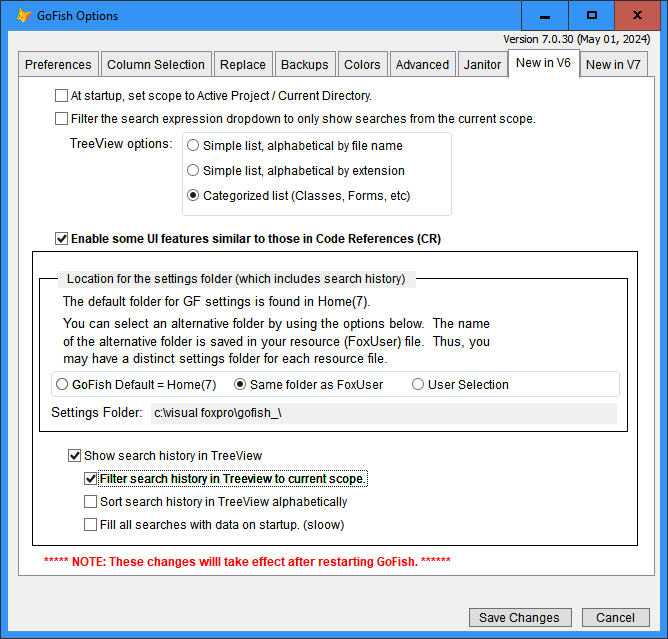 GoFish Options
Version 7.0.30 (May 01, 2024)
Preferences Column Selection Replace Backups Colors Advanced Janitor New in V6 New in V7
At startup, set scope to Active Project / Current Directory.
Filter the search expression dropdown to only show searches from the current scope.
TreeView options:
Simple list, alphabetical by file name
Simple list, alphabetical by extension
Categorized list (Classes, Forms, etc)
Enable some UI features similar to those in Code References (CR)
Location for the settings folder (which includes search history)
The default folder for GF settings is found in Home(7).
You can select an alternative folder by using the options below. The name
of the alternative folder is saved in your resource (FoxUser) file. Thus, you
may have a distinct settings folder for each resource file.
GoFish Default = Home(7) Same folder as FoxUser User Selection
Settings Folder: c:\visual foxpro\gofish_\
Show search history in TreeView
Filter search history in Treeview to current scope.
Sort search history in TreeView alphabetically
Fill all searches with data on startup. (sloow)
***** NOTE: These changes willl take effect after restarting GoFish. ******
Save Changes Cancel